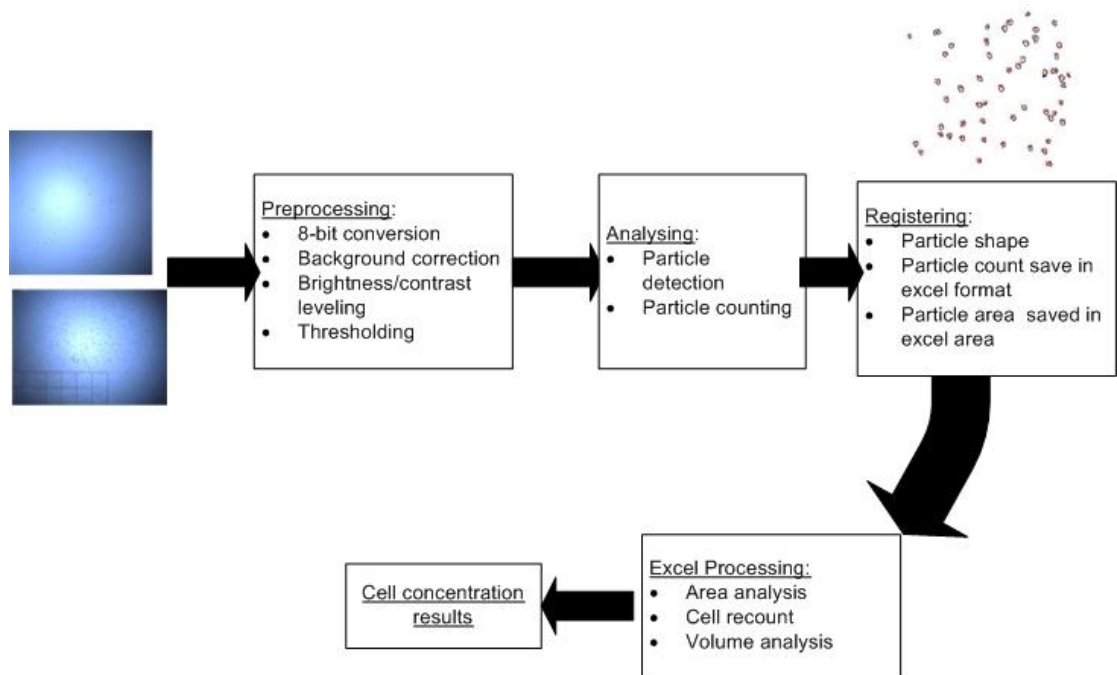 Preprocessing:
• 8-bit conversion
• Background correction
• Brightness/contrast
leveling
• Thresholding
Analysing:
• Particle
detection
• Particle counting
Registering:
• Particle shape
• Particle count save in
excel format
• Particle area saved in
excel area
Excel Processing:
• Area analysis
• Cell recount
• Volume analysis
Cell concentration
results